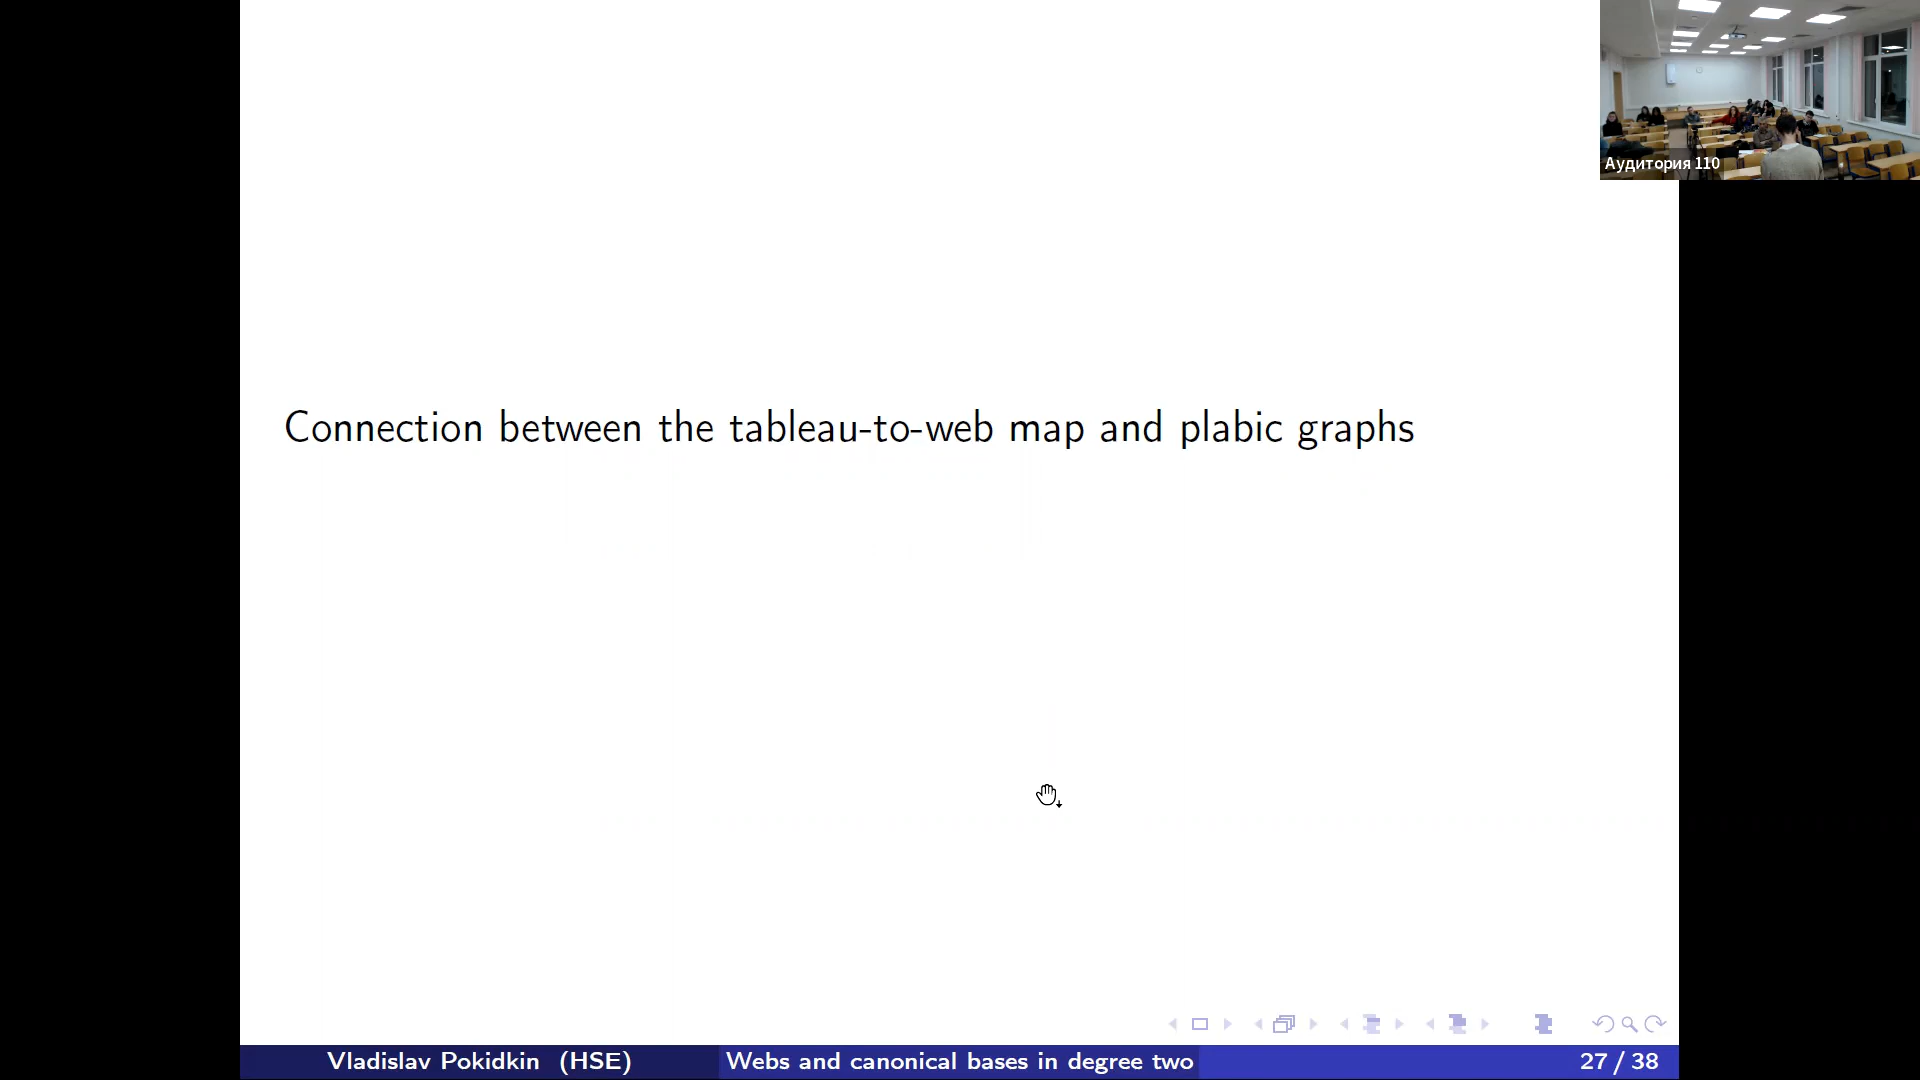 Аудитория 110
Connection between the tableau-to-web map and plabic graphs
Vladislav Pokidkin (HSE)
Webs and canonical bases in degree two
27 / 38